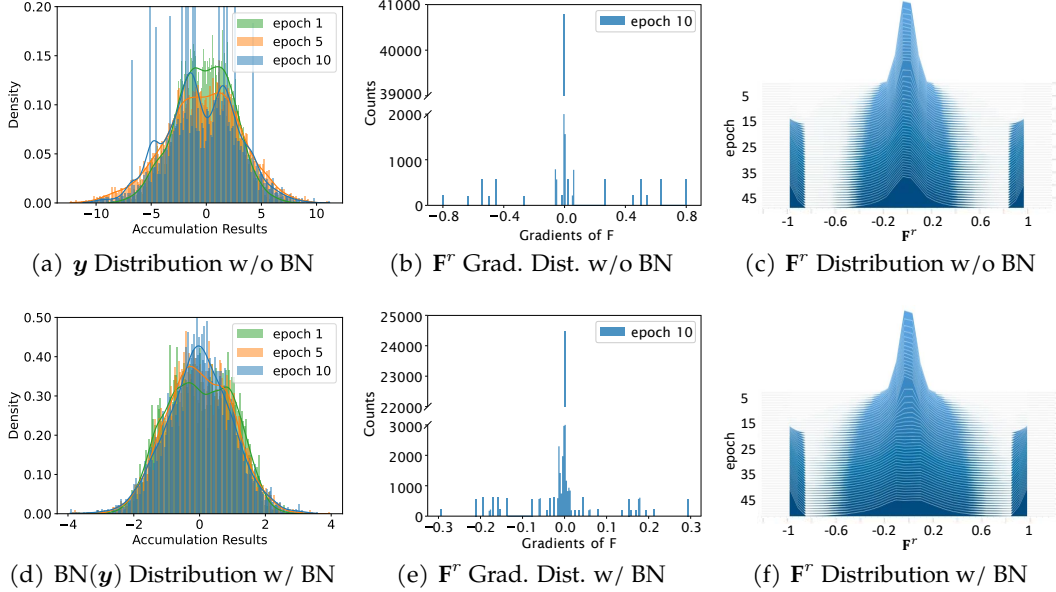 0.20
0.15
0.10
0.05
0.00
Density
epoch 1
epoch 5
epoch 10
−10
−5
0
5
10
Accumulation Results
(a) y Distribution w/o BN
41000
40000
39000
2000
1000
0
Counts
epoch 10
−0.8
−0.4
0.0
0.4
0.8
Gradients of F
(b) F^r Grad. Dist. w/o BN
5
15
25
35
45
epoch
-1
-0.6
-0.2
0.2
0.6
1
F^r
(c) F^r Distribution w/o BN
0.50
0.40
0.30
0.20
0.10
0.00
Density
epoch 1
epoch 5
epoch 10
−4
−2
0
2
4
Accumulation Results
(d) BN(y) Distribution w/ BN
25000
24000
23000
22000
3000
2000
1000
0
Counts
epoch 10
−0.3
−0.2
−0.1
0.0
0.1
0.2
0.3
Gradients of F
(e) F^r Grad. Dist. w/ BN
5
15
25
35
45
epoch
-1
-0.6
-0.2
0.2
0.6
1
F^r
(f) F^r Distribution w/ BN